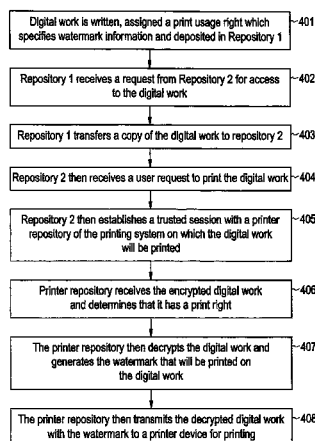 Digital work is written, assigned a print usage right which
specifies watermark information and deposited in Repository 1
401
Repository 1 receives a request from Repository 2 for access
to the digital work
402
Repository 1 transfers a copy of the digital work to repository 2
403
Repository 2 then receives a user request to print the digital work
404
Repository 2 then establishes a trusted session with a printer
repository of the printing system on which the digital work
will be printed
405
Printer repository receives the encrypted digital work
and determines that it has a print right
406
The printer repository then decrypts the digital work and
generates the watermark that will be printed on
the digital work
407
The printer repository then transmits the decrypted digital work
with the watermark to a printer device for printing
408